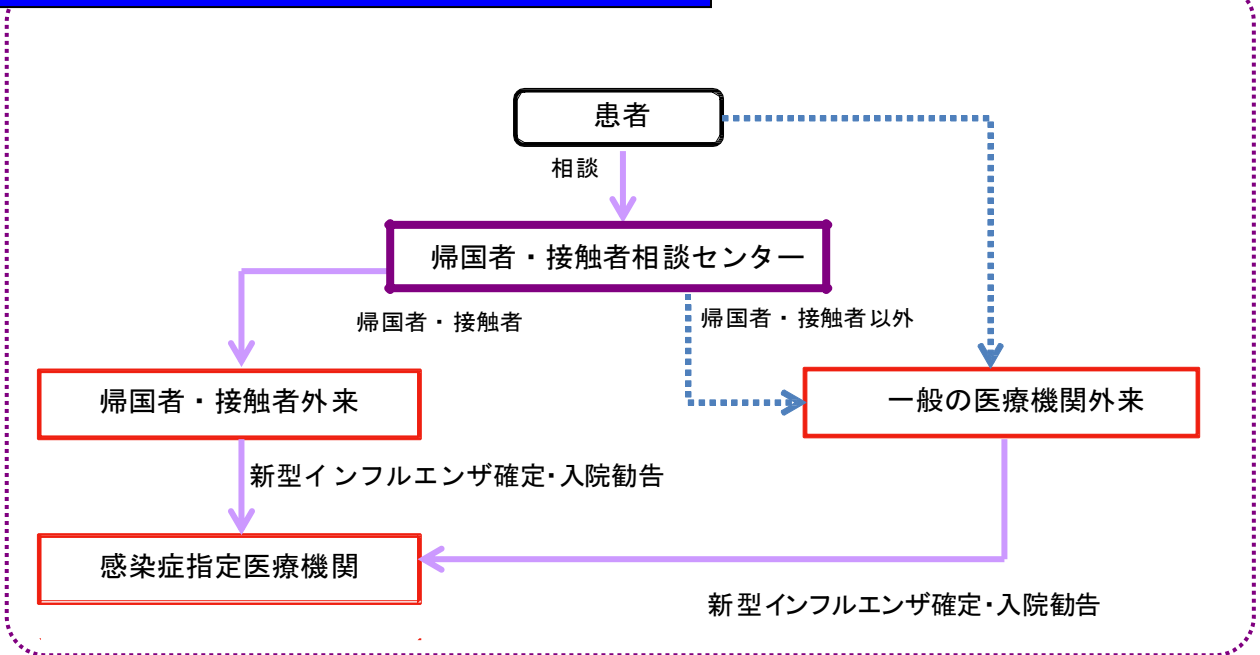 患者
相談
帰国者・接触者相談センター
帰国者・接触者
帰国者・接触者以外
帰国者・接触者外来
一般の医療機関外来
新型インフルエンザ確定・入院勧告
感染症指定医療機関
新型インフルエンザ確定・入院勧告